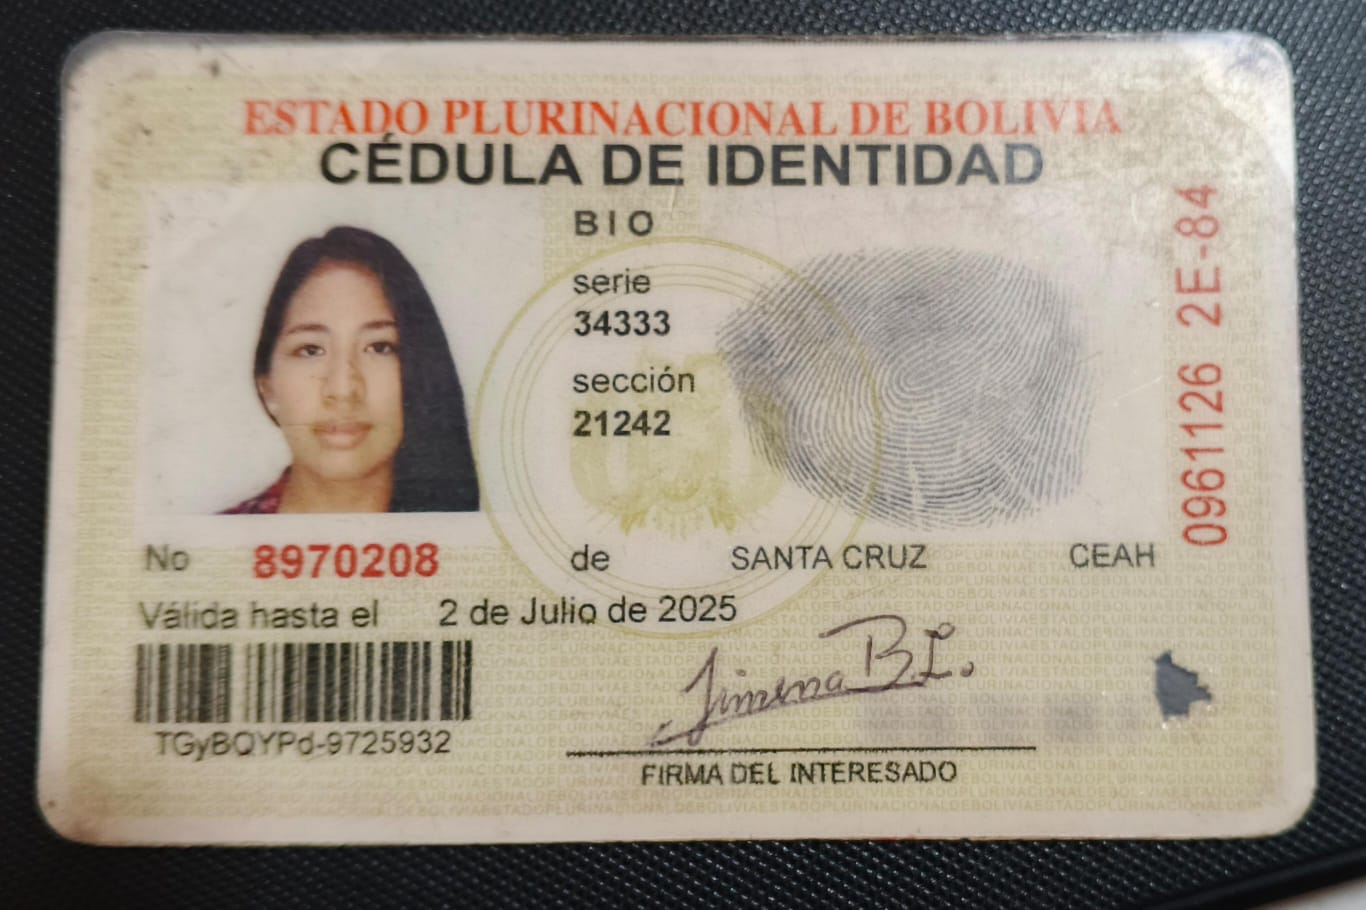 ESTADO PLURINACIONAL DE BOLIVIA
CÉDULA DE IDENTIDAD
BIO
serie
34333
sección
21242
0961126 2E-84
No 8970208 de SANTA CRUZ CEAH
Válida hasta el 2 de Julio de 2025
TGyBQYPd-9725932
Jimena B.L.
FIRMA DEL INTERESADO